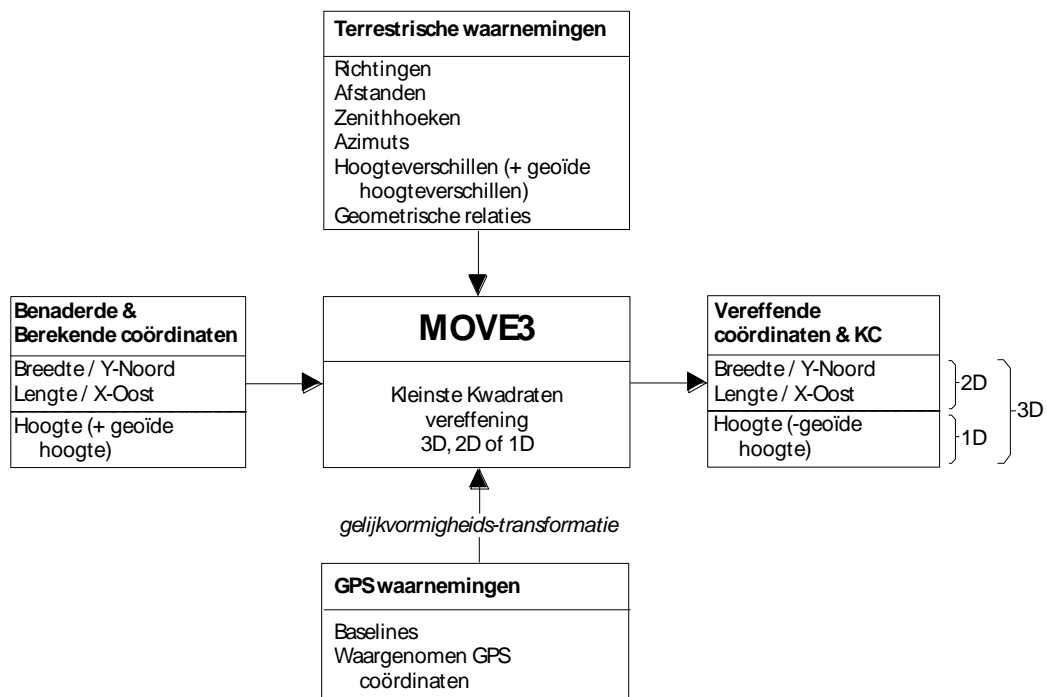 Terrestrische waarnemingen
Richtingen
Afstanden
Zenithhoeken
Azimuts
Hoogteverschillen (+ geoïde
hoogteverschillen)
Geometrische relaties
Benaderde &
Berekende coördinaten
Breedte / Y-Noord
Lengte / X-Oost
Hoogte (+ geoïde
hoogte)
MOVE3
Kleinste Kwadraten
vereffening
3D, 2D of 1D
Vereffende
coördinaten & KC
Breedte / Y-Noord
Lengte / X-Oost
Hoogte (-geoïde
hoogte)
2D
1D
3D
gelijkvormigheids-transformatie
GPS waarnemingen
Baselines
Waargenomen GPS
coördinaten